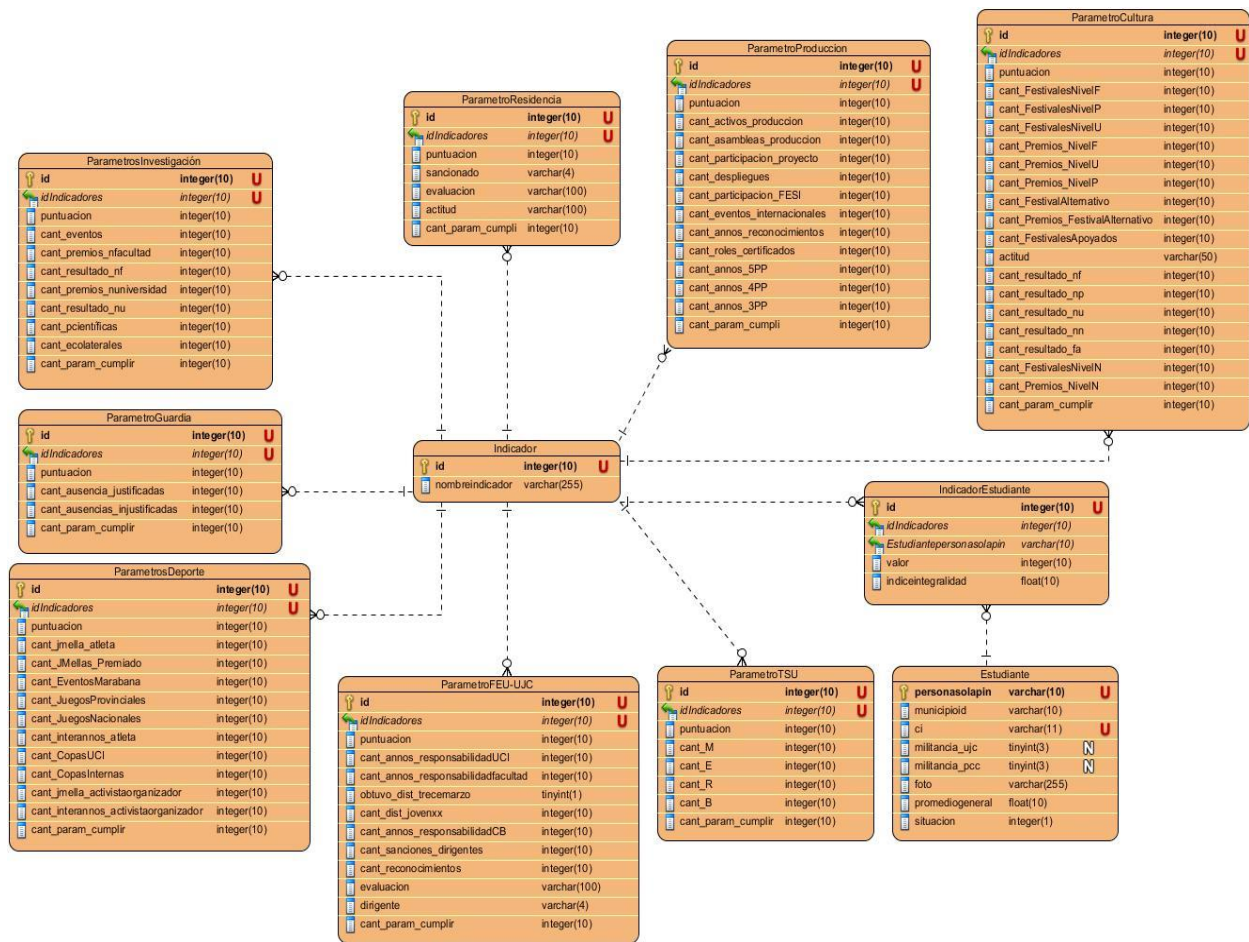 ParametroCultura
id integer(10) U
idIndicadores integer(10) U
puntuacion integer(10)
cant_FestivalesNivelF integer(10)
cant_FestivalesNivelP integer(10)
cant_FestivalesNivelU integer(10)
cant_Premios_NivelF integer(10)
cant_Premios_NivelU integer(10)
cant_Premios_NivelP integer(10)
cant_FestivalAlternativo integer(10)
cant_Premios_FestivalAlternativo integer(10)
cant_FestivalesApoyados integer(10)
actitud varchar(50)
cant_resultado_nf integer(10)
cant_resultado_np integer(10)
cant_resultado_nu integer(10)
cant_resultado_nn integer(10)
cant_resultado_fa integer(10)
cant_FestivalesNivelN integer(10)
cant_Premios_NivelN integer(10)
cant_param_cumplir integer(10)
ParametroProduccion
id integer(10) U
idIndicadores integer(10) U
puntuacion integer(10)
cant_activos_produccion integer(10)
cant_asambleas_produccion integer(10)
cant_participacion_proyecto integer(10)
cant_despliegues integer(10)
cant_participacion_FESI integer(10)
cant_eventos_internacionales integer(10)
cant_annos_reconocimientos integer(10)
cant_roles_certificados integer(10)
cant_annos_5PP integer(10)
cant_annos_4PP integer(10)
cant_annos_3PP integer(10)
cant_param_cumpli integer(10)
ParametroResidencia
id integer(10) U
idIndicadores integer(10) U
puntuacion integer(10)
sancionado varchar(4)
evaluacion varchar(100)
actitud varchar(100)
cant_param_cumpli integer(10)
ParametrosInvestigación
id integer(10) U
idIndicadores integer(10) U
puntuacion integer(10)
cant_eventos integer(10)
cant_premios_nfacultad integer(10)
cant_resultado_nf integer(10)
cant_premios_nuniversidad integer(10)
cant_resultado_nu integer(10)
cant_pcientíficas integer(10)
cant_ecolaterales integer(10)
cant_param_cumplir integer(10)
ParametroGuardia
id integer(10) U
idIndicadores integer(10) U
puntuacion integer(10)
cant_ausencia_justificadas integer(10)
cant_ausencias_injustificadas integer(10)
cant_param_cumplir integer(10)
Indicador
id integer(10) U
nombreindicador varchar(255)
IndicadorEstudiante
id integer(10) U
idIndicadores integer(10)
Estudiantepersonasolapin varchar(10)
valor integer(10)
indiceintegralidad float(10)
ParametrosDeporte
id integer(10) U
idIndicadores integer(10) U
puntuacion integer(10)
cant_jmella_atleta integer(10)
cant_JMellas_Premiado integer(10)
cant_EventosMarabana integer(10)
cant_JuegosProvinciales integer(10)
cant_JuegosNacionales integer(10)
cant_interannos_atleta integer(10)
cant_CopasUCI integer(10)
cant_CopasInternas integer(10)
cant_jmella_activistaorganizador integer(10)
cant_interannos_activistaorganizador integer(10)
cant_param_cumplir integer(10)
ParametroFEU-UJC
id integer(10) U
idIndicadores integer(10) U
puntuacion integer(10)
cant_annos_responsabilidadUCI integer(10)
cant_annos_responsabilidadfacultad integer(10)
obtuvo_dist_trecemarzo tinyint(1)
cant_dist_jovenxx integer(10)
cant_annos_responsabilidadCB integer(10)
cant_sanciones_dirigentes integer(10)
cant_reconocimientos integer(10)
evaluacion varchar(100)
dirigente varchar(4)
cant_param_cumplir integer(10)
ParametroTSU
id integer(10) U
idIndicadores integer(10) U
puntuacion integer(10)
cant_M integer(10)
cant_E integer(10)
cant_R integer(10)
cant_B integer(10)
cant_param_cumplir integer(10)
Estudiante
personasolapin varchar(10) U
municipioid varchar(10)
ci varchar(11) U
militancia_ujc tinyint(3) N
militancia_pcc tinyint(3) N
foto varchar(255)
promediogeneral float(10)
situacion integer(1)